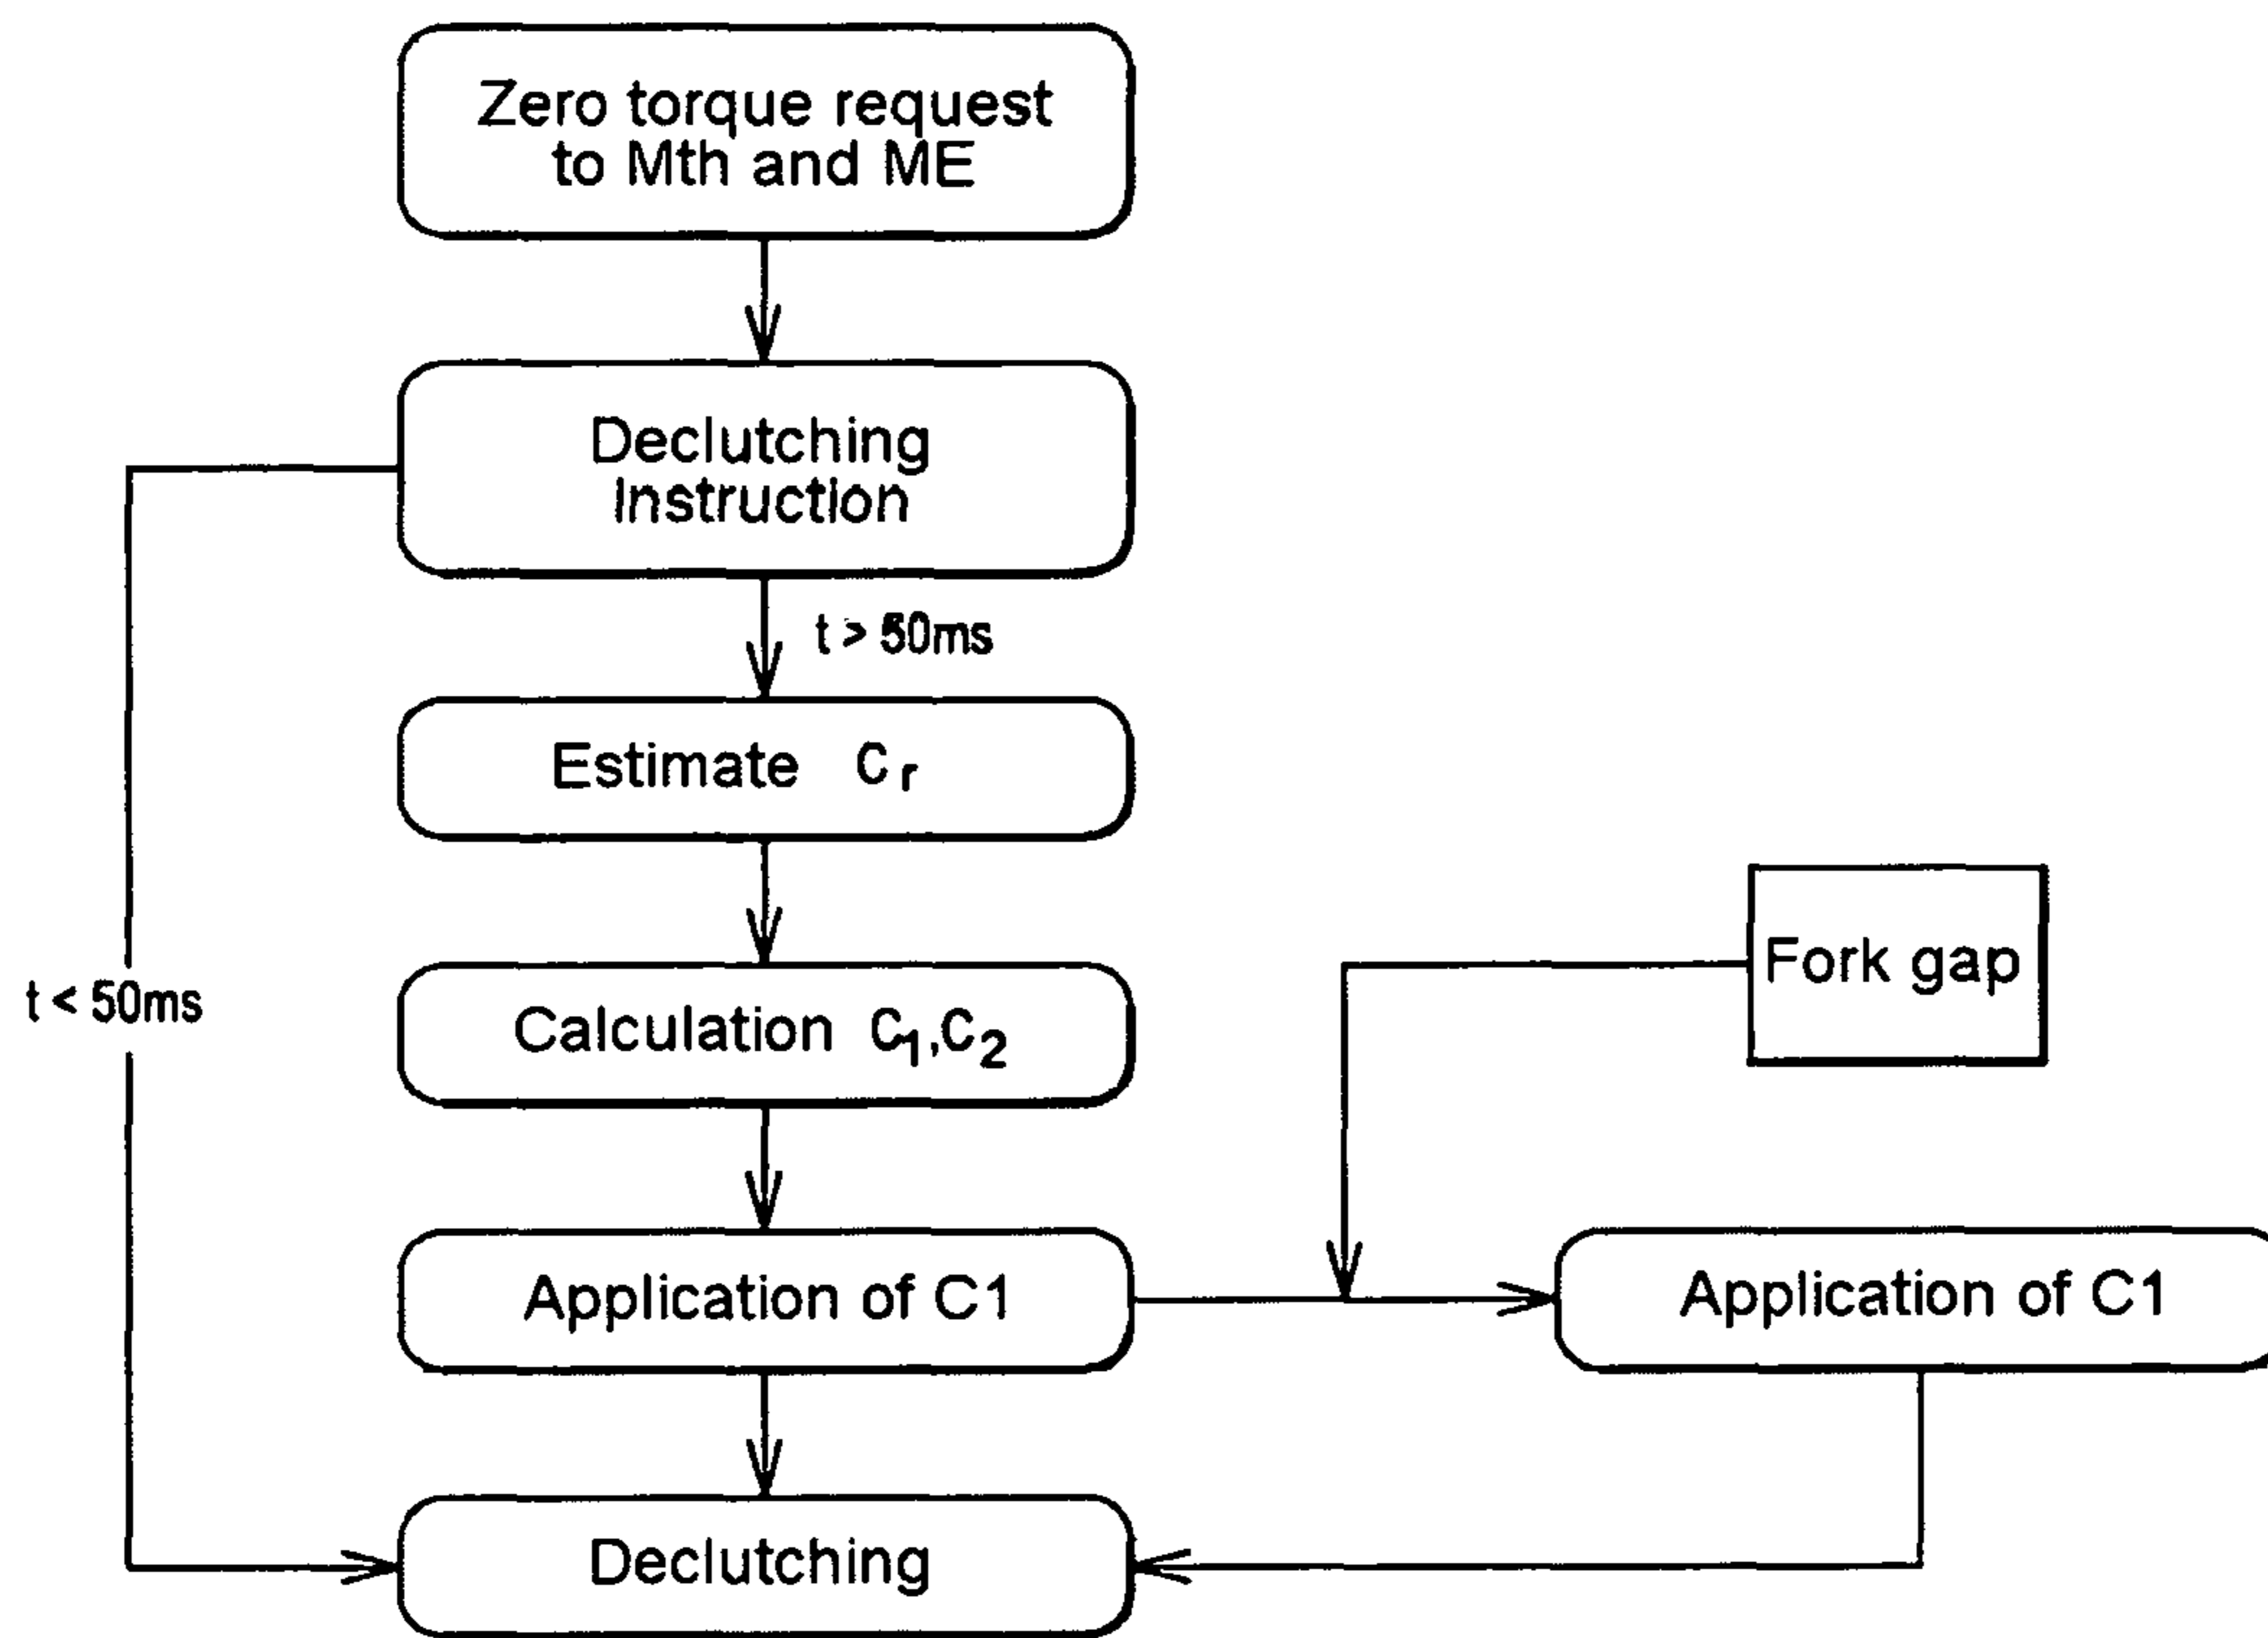 Zero torque request
to Mth and ME
Declutching
Instruction
t > 50ms
Estimate Cr
Fork gap
t < 50ms
Calculation C1,C2
Application of C1
Application of C1
Declutching